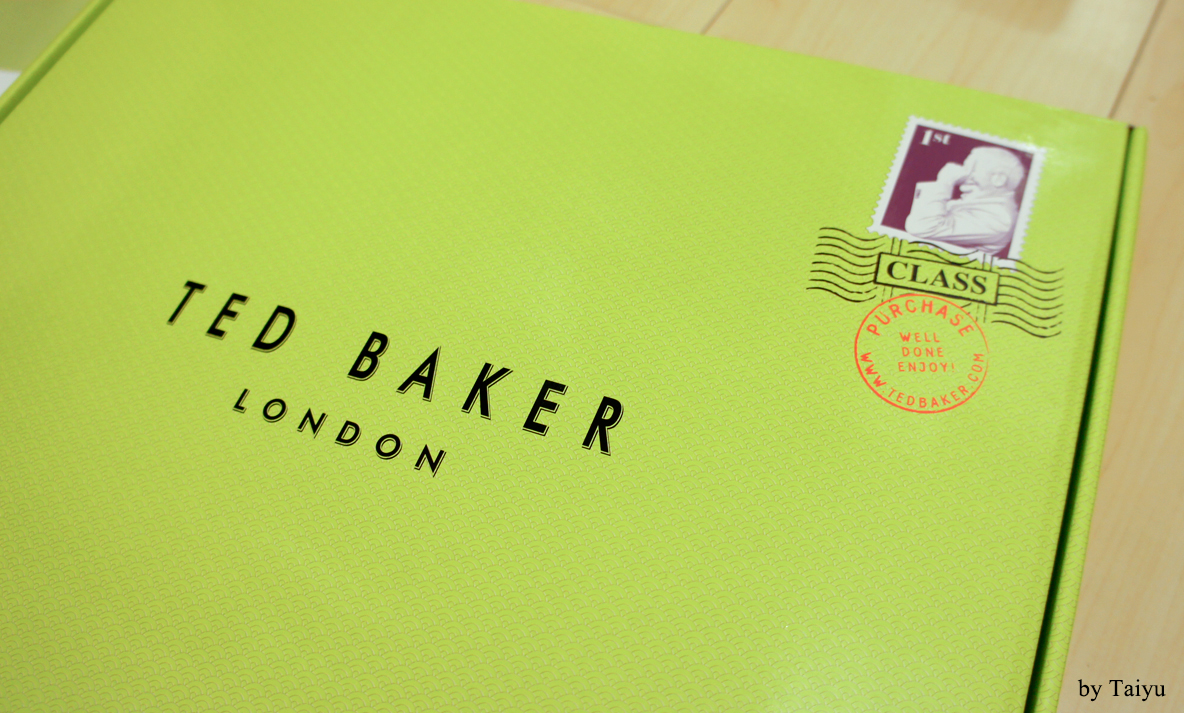 TED BAKER
LONDON
1st
CLASS
PURCHASE
WELL
DONE
ENJOY!
WWW.TEDBAKER.COM
by Taiyu